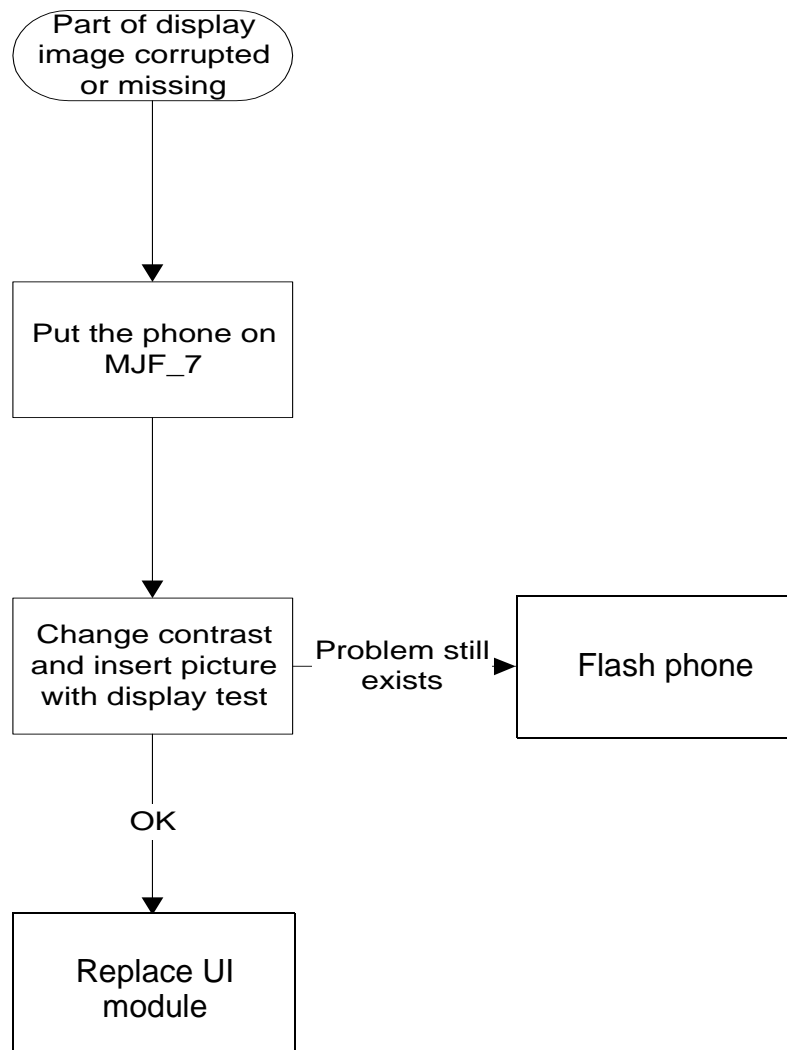 Part of display
image corrupted
or missing
Put the phone on
MJF_7
Change contrast
and insert picture
with display test
Problem still
exists
Flash phone
OK
Replace UI
module